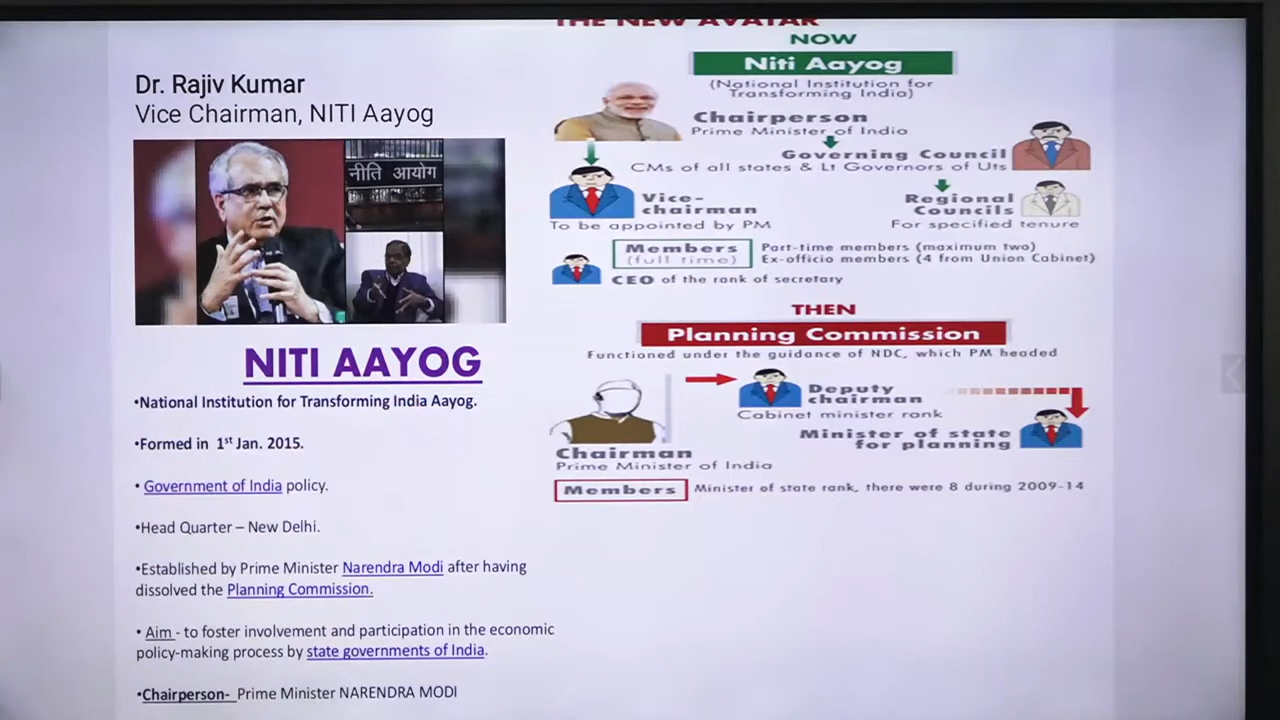 Dr. Rajiv Kumar
Vice Chairman, NITI Aayog
नीति आयोग
NITI AAYOG
•National Institution for Transforming India Aayog.
•Formed in 1st Jan. 2015.
• Government of India policy.
•Head Quarter – New Delhi.
•Established by Prime Minister Narendra Modi after having
dissolved the Planning Commission.
• Aim - to foster involvement and participation in the economic
policy-making process by state governments of India.
•Chairperson- Prime Minister NARENDRA MODI
THE NEW AVATAR
NOW
Niti Aayog
(National Institution for
Transforming India)
Chairperson
Prime Minister of India
Governing Council
CMs of all states & Lt Governors of Uts
Vice-
chairman
To be appointed by PM
Regional
Councils
For specified tenure
Members
(full time)
Part-time members (maximum two)
Ex-officio members (4 from Union Cabinet)
CEO of the rank of secretary
THEN
Planning Commission
Functioned under the guidance of NDC, which PM headed
Deputy
chairman
Cabinet minister rank
Minister of state
for planning
Chairman
Prime Minister of India
Members Minister of state rank, there were 8 during 2009-14